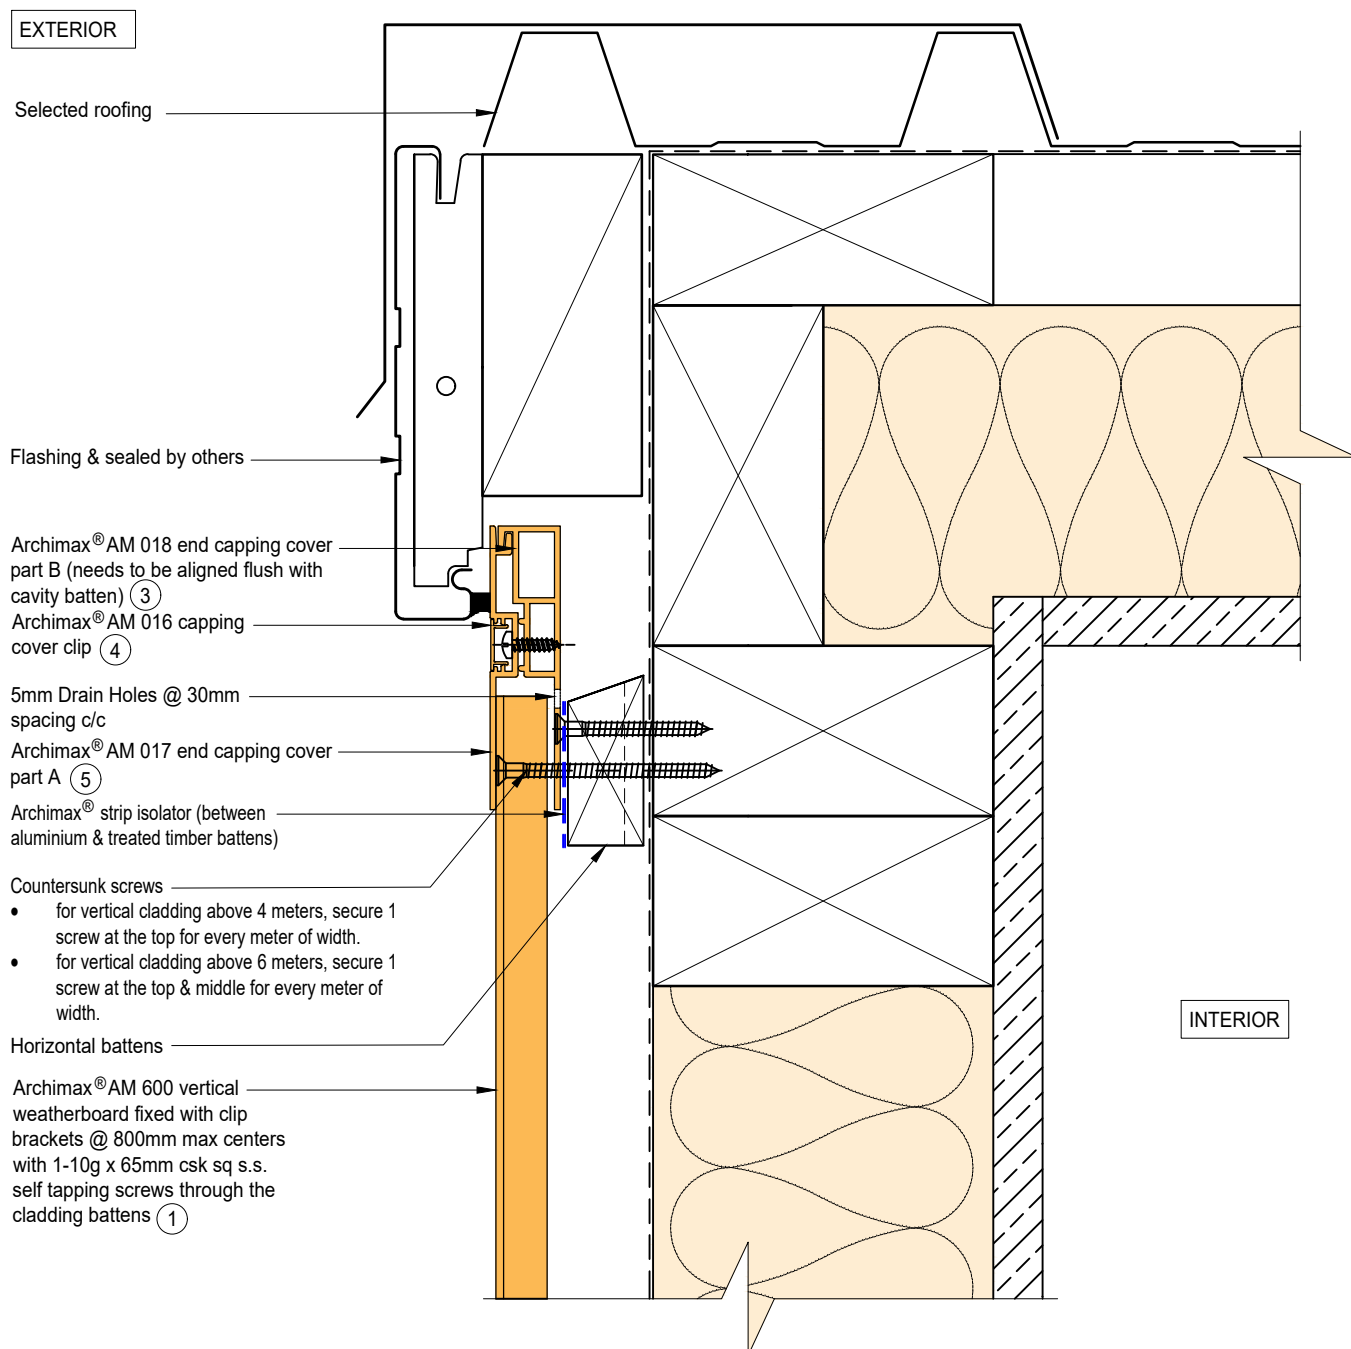 EXTERIOR
Selected roofing
Flashing & sealed by others
Archimax® AM 018 end capping cover
part B (needs to be aligned flush with
cavity batten) 3
Archimax® AM 016 capping
cover clip 4
5mm Drain Holes @ 30mm
spacing c/c
Archimax® AM 017 end capping cover
part A 5
Archimax® strip isolator (between
aluminium & treated timber battens)
Countersunk screws
• for vertical cladding above 4 meters, secure 1
screw at the top for every meter of width.
• for vertical cladding above 6 meters, secure 1
screw at the top & middle for every meter of
width.
Horizontal battens
Archimax® AM 600 vertical
weatherboard fixed with clip
brackets @ 800mm max centers
with 1-10g x 65mm csk sq s.s.
self tapping screws through the
cladding battens 1
INTERIOR